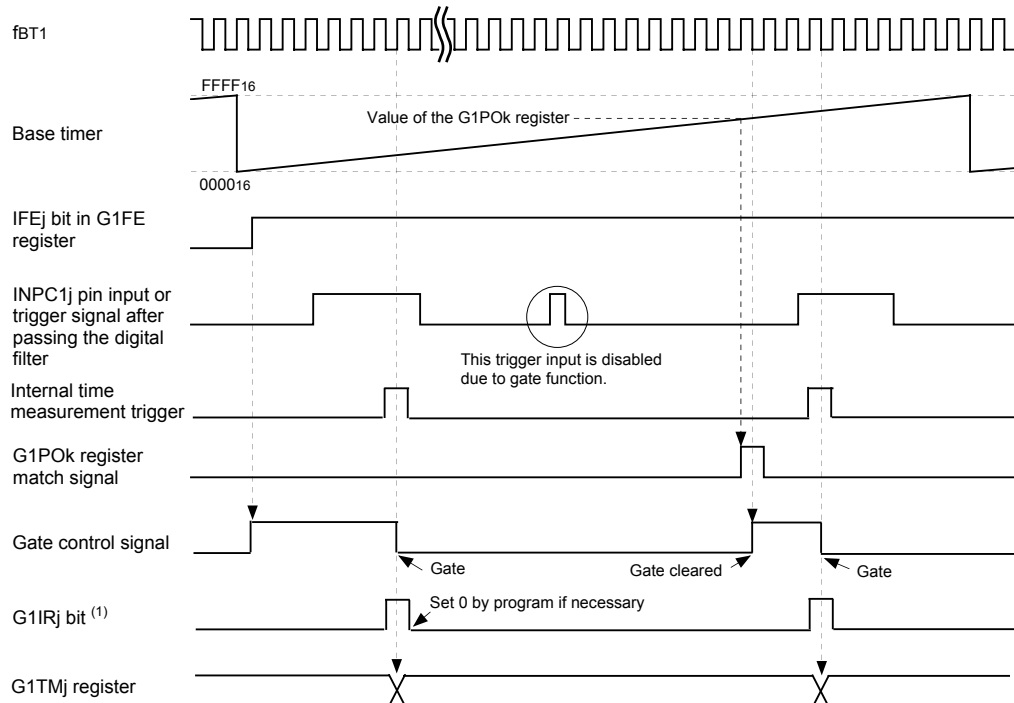 fBT1
FFFF16
Value of the G1POk register
Base timer
000016
IFEj bit in G1FE
register
INPC1j pin input or
trigger signal after
passing the digital
filter
This trigger input is disabled
due to gate function.
Internal time
measurement trigger
G1POk register
match signal
Gate control signal
Gate
Gate cleared
Gate
Set 0 by program if necessary
G1IRj bit (1)
G1TMj register